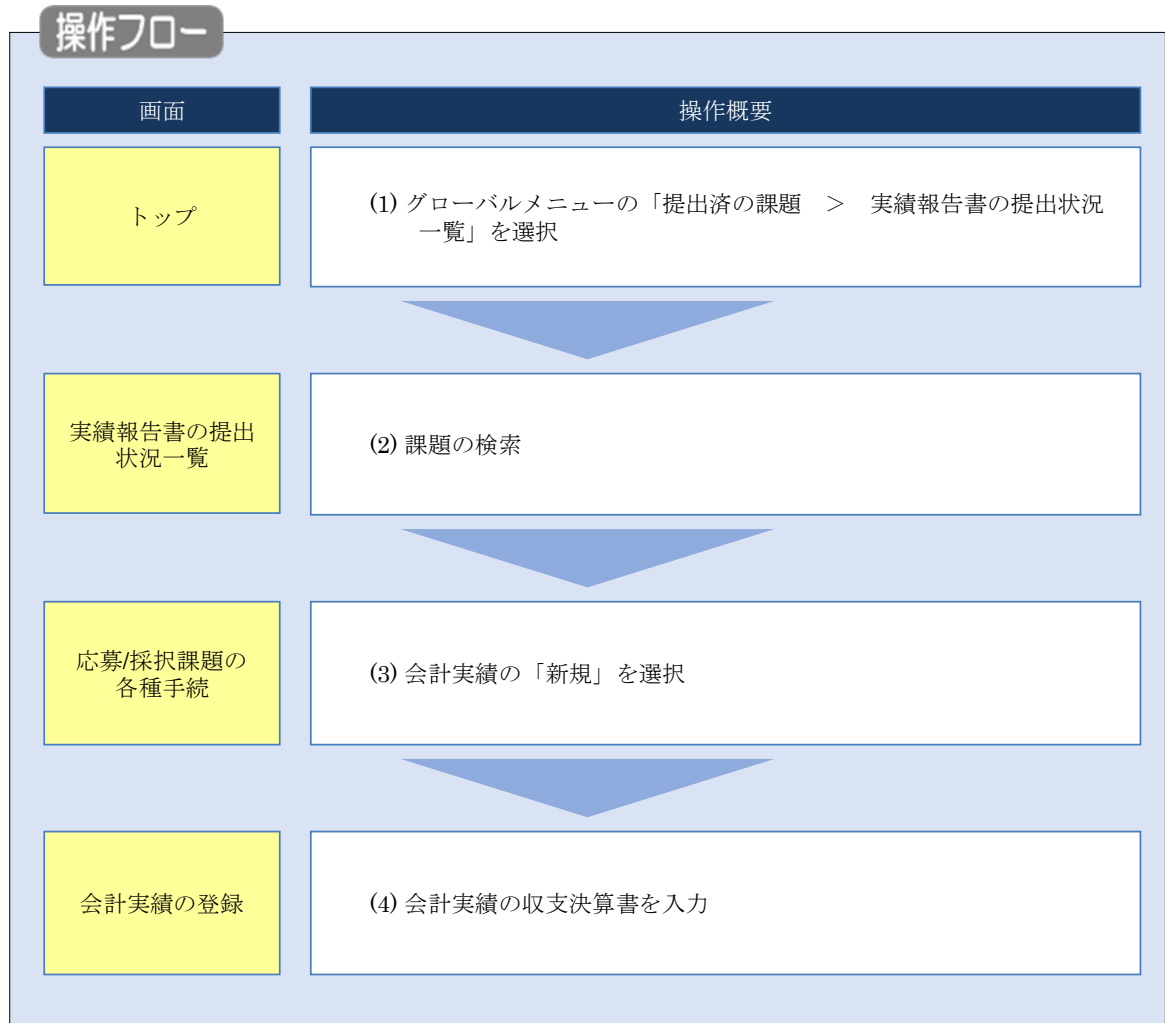 操作フロー
画面
操作概要
トップ
(1) グローバルメニューの「提出済の課題　＞　実績報告書の提出状況
一覧」を選択
実績報告書の提出
状況一覧
(2) 課題の検索
応募/採択課題の
各種手続
(3) 会計実績の「新規」を選択
会計実績の登録
(4) 会計実績の収支決算書を入力